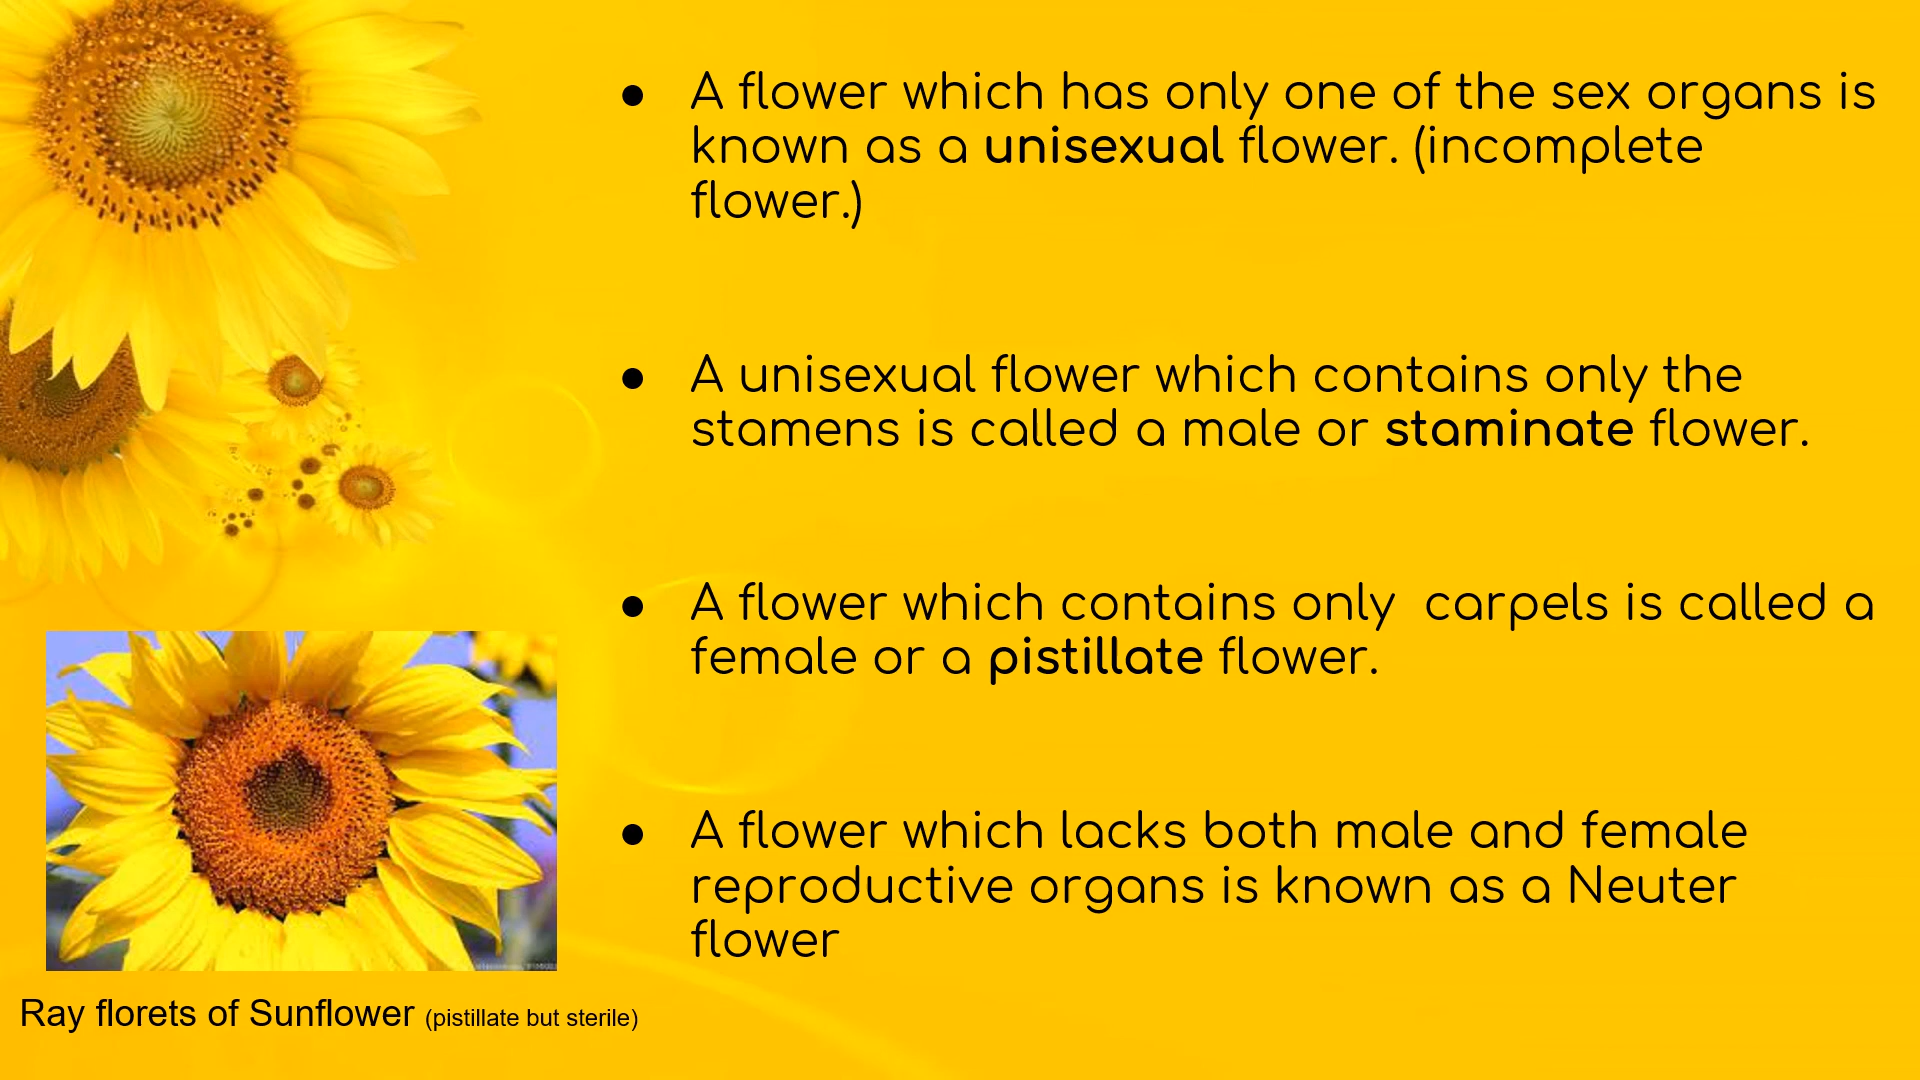 ● A flower which has only one of the sex organs is
known as a unisexual flower. (incomplete
flower.)
● A unisexual flower which contains only the
stamens is called a male or staminate flower.
● A flower which contains only  carpels is called a
female or a pistillate flower.
● A flower which lacks both male and female
reproductive organs is known as a Neuter
flower
Ray florets of Sunflower (pistillate but sterile)